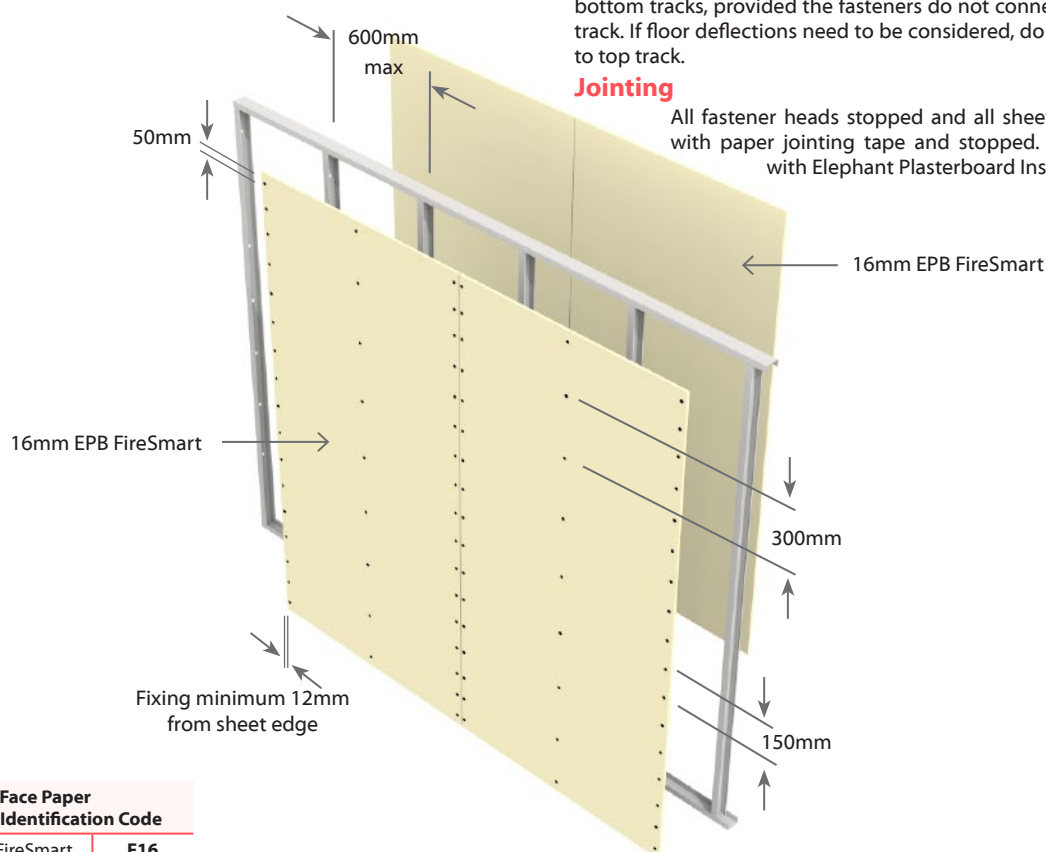 bottom tracks, provided the fasteners do not
track. If floor deflections need to be considered, do
to top track.
Jointing
All fastener heads stopped and all
with paper jointing tape and stopped.
with Elephant Plasterboard
600mm
max
50mm
16mm EPB FireSmart
16mm EPB FireSmart
300mm
Fixing minimum 12mm
from sheet edge
150mm
Face Paper
Identification Code
FireSmart
F16